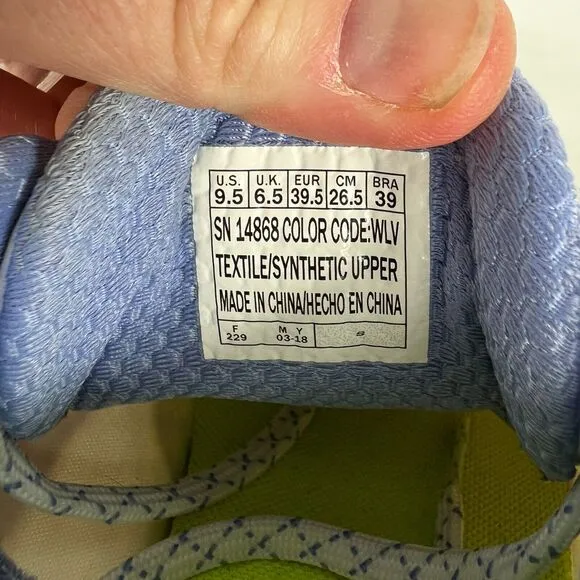 U.S. U.K. EUR CM BRA
9.5 6.5 39.5 26.5 39
SN 14868 COLOR CODE:WLV
TEXTILE/SYNTHETIC UPPER
MADE IN CHINA/HECHO EN CHINA
F M Y
229 03-18